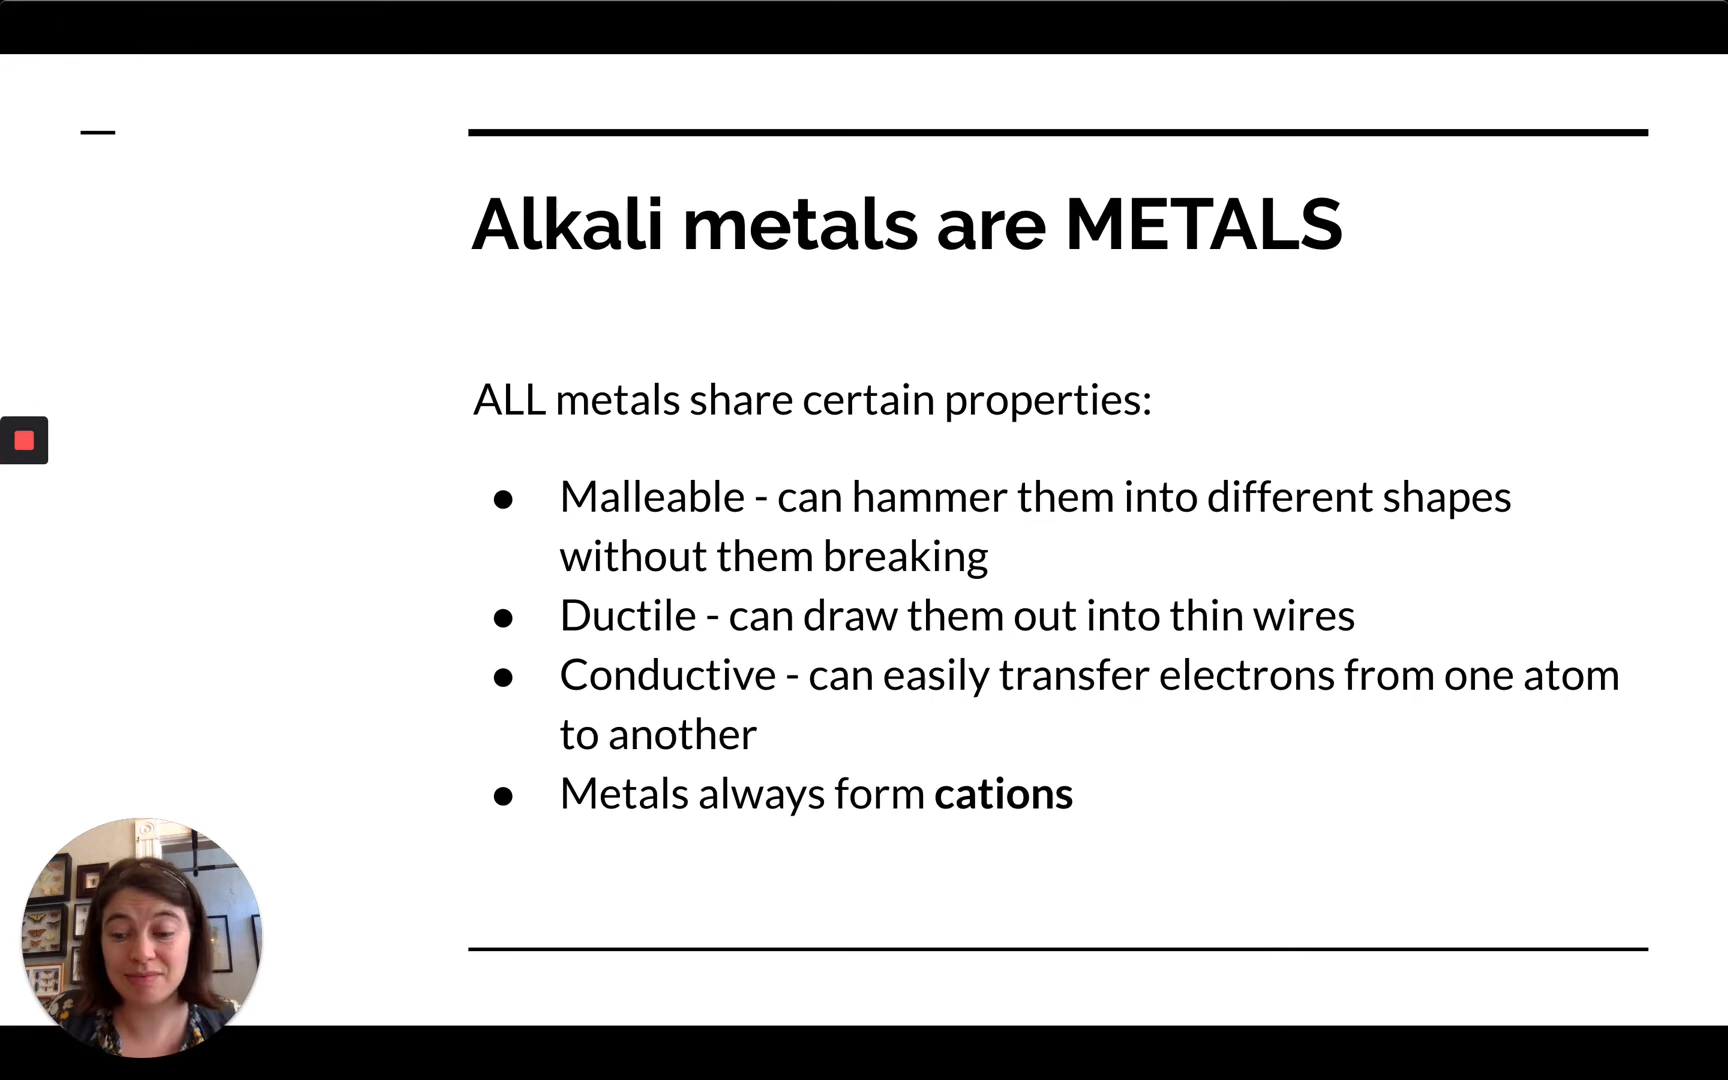 Alkali metals are METALS
ALL metals share certain properties:
● Malleable - can hammer them into different shapes
without them breaking
● Ductile - can draw them out into thin wires
● Conductive - can easily transfer electrons from one atom
to another
● Metals always form cations